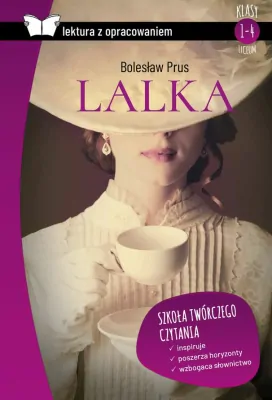 lektura z opracowaniem
KLASY
1-4
LICEUM
Bolesław Prus
LALKA
SZKOŁA TWÓRCZEGO
CZYTANIA
✓ inspiruje
✓ poszerza horyzonty
✓ wzbogaca słownictwo